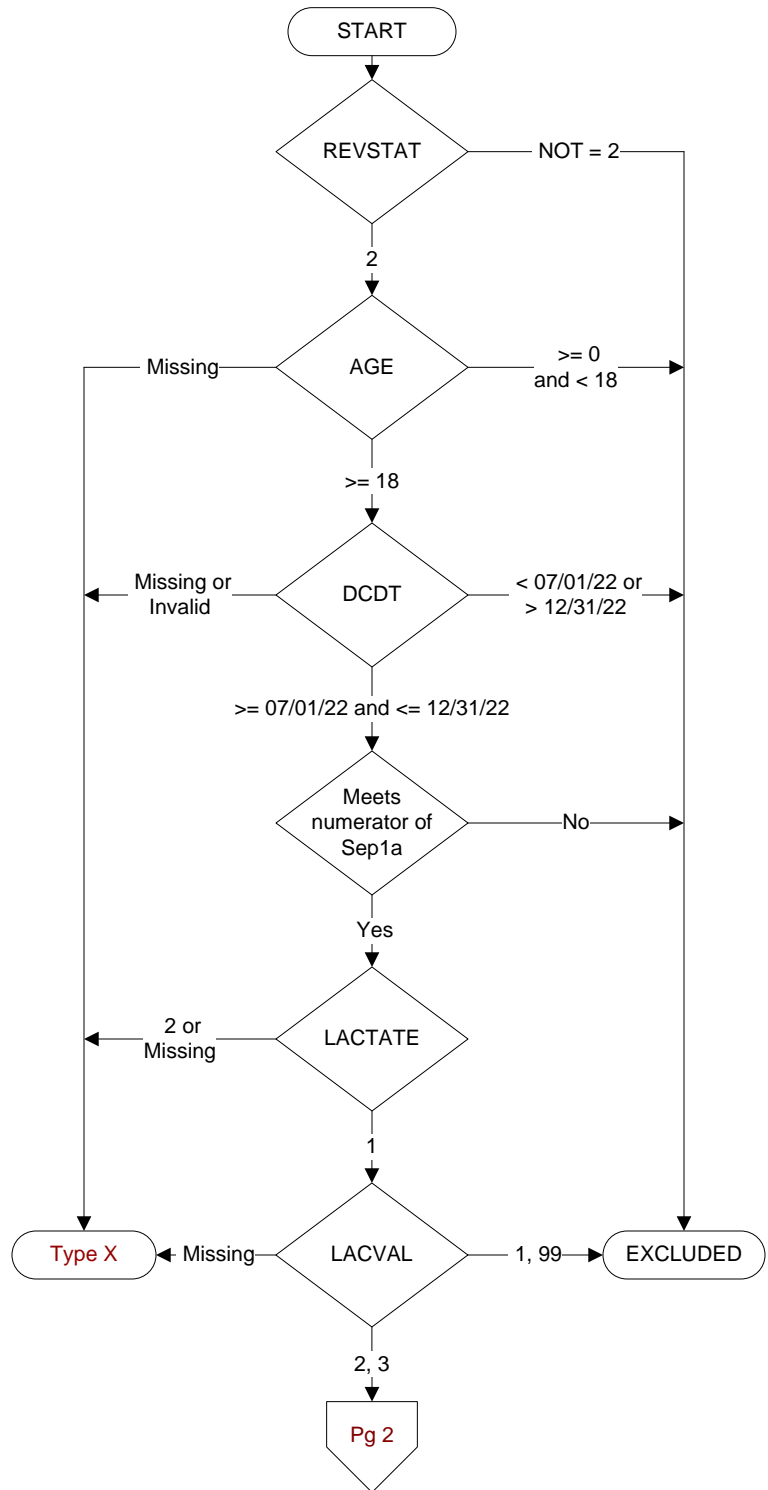 START
REVSTAT
NOT = 2
2
AGE
Missing
>= 0
and < 18
>= 18
DCDT
Missing or
Invalid
< 07/01/22 or
> 12/31/22
>= 07/01/22 and <= 12/31/22
Meets
numerator of
Sep1a
No
Yes
LACTATE
2 or
Missing
1
Type X
Missing
LACVAL
1, 99
EXCLUDED
2, 3
Pg 2